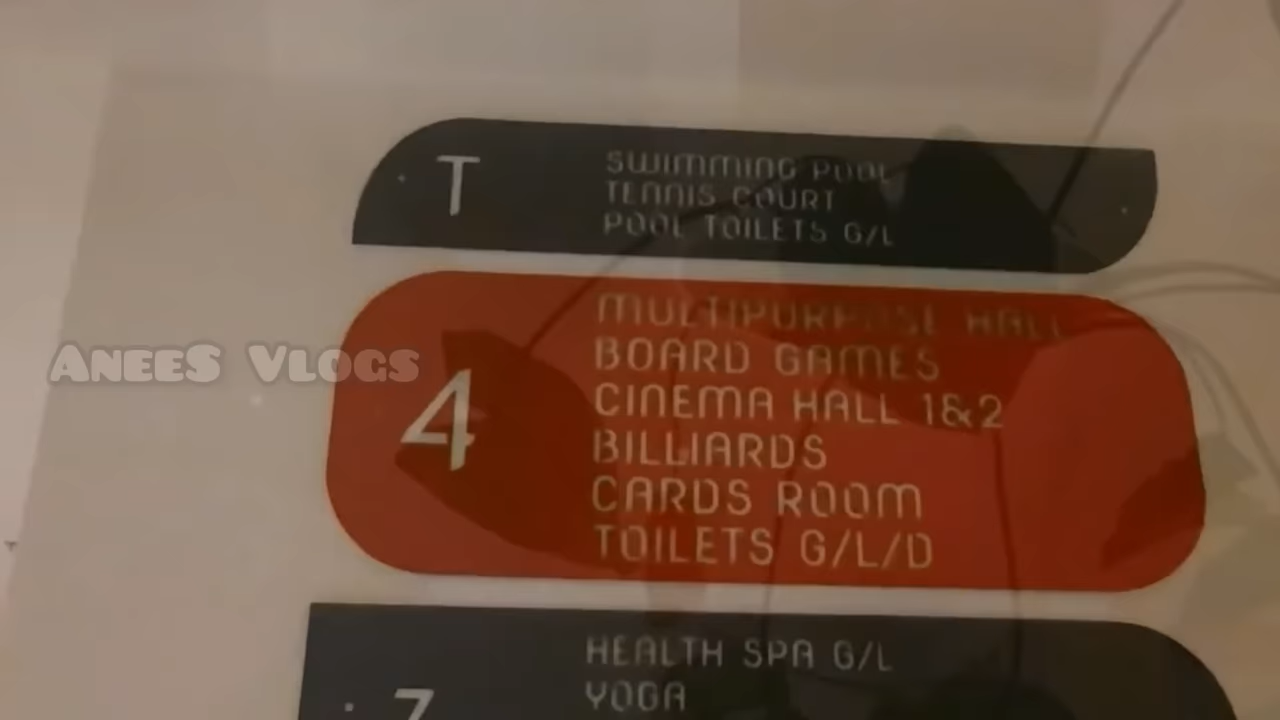 T
SWIMMING POOL
TENNIS COURT
POOL TOILETS G/L
MULTIPURPOSE HALL
BOARD GAMES
ANEES VLOGS
4
CINEMA HALL 1&2
BILLIARDS
CARDS ROOM
TOILETS G/L/D
HEALTH SPA G/L
YOGA